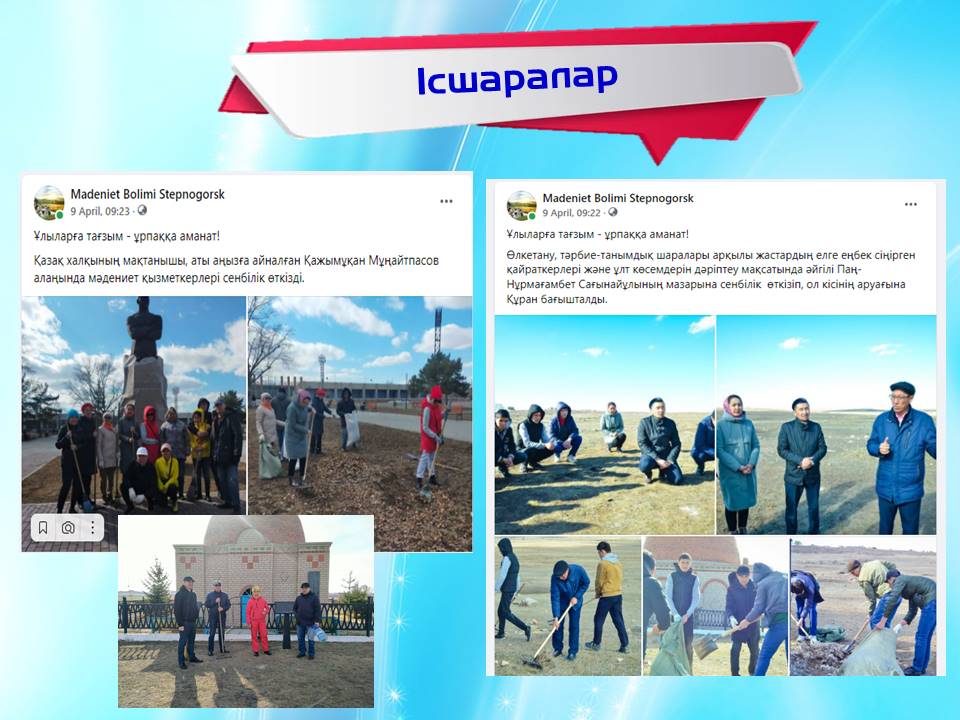 Ісшаралар
Madeniet Bolimi Stepnogorsk
9 April, 09:23 ·
Ұлыларға тағзым - ұрпаққа аманат!
Қазақ халқының мақтанышы, аты аңызға айналған Қажымұқан Мұңайтпасов
алаңында мәдениет қызметкерлері сенбілік өткізді.
Madeniet Bolimi Stepnogorsk
9 April, 09:22 ·
Ұлыларға тағзым - ұрпаққа аманат!
Өлкетану, тәрбие-танымдық шаралары арқылы жастардың елге еңбек сіңірген
қайраткерлері және ұлт көсемдерін дәріптеу мақсатында әйгілі Паң-
Нұрмағамбет Сағынайұлының мазарына сенбілік өткізіп, ол кісінің аруағына
Құран бағышталды.